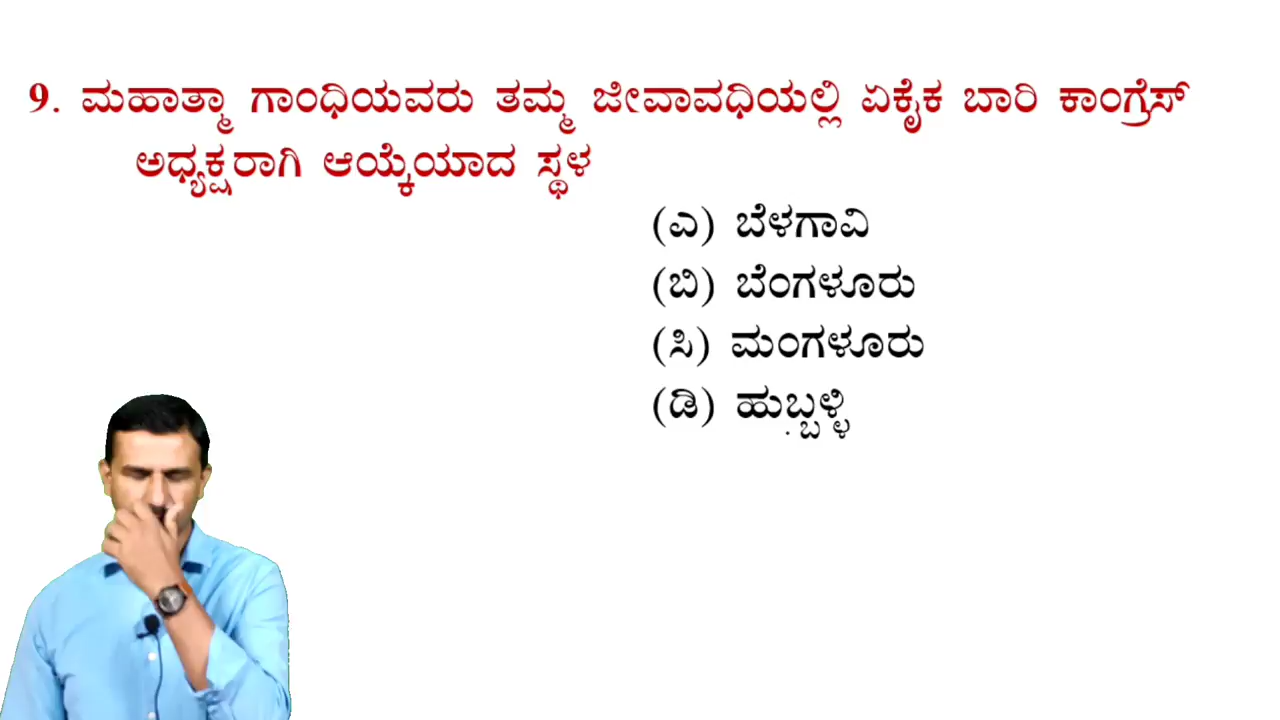 9. ಮಹಾತ್ಮಾ ಗಾಂಧಿಯವರು ತಮ್ಮ ಜೀವಾವಧಿಯಲ್ಲಿ ಏಕೈಕ ಬಾರಿ ಕಾಂಗ್ರೆಸ್
ಅಧ್ಯಕ್ಷರಾಗಿ ಆಯ್ಕೆಯಾದ ಸ್ಥಳ
(ಎ) ಬೆಳಗಾವಿ
(ಬಿ) ಬೆಂಗಳೂರು
(ಸಿ) ಮಂಗಳೂರು
(ಡಿ) ಹುಬ್ಬಳ್ಳಿ